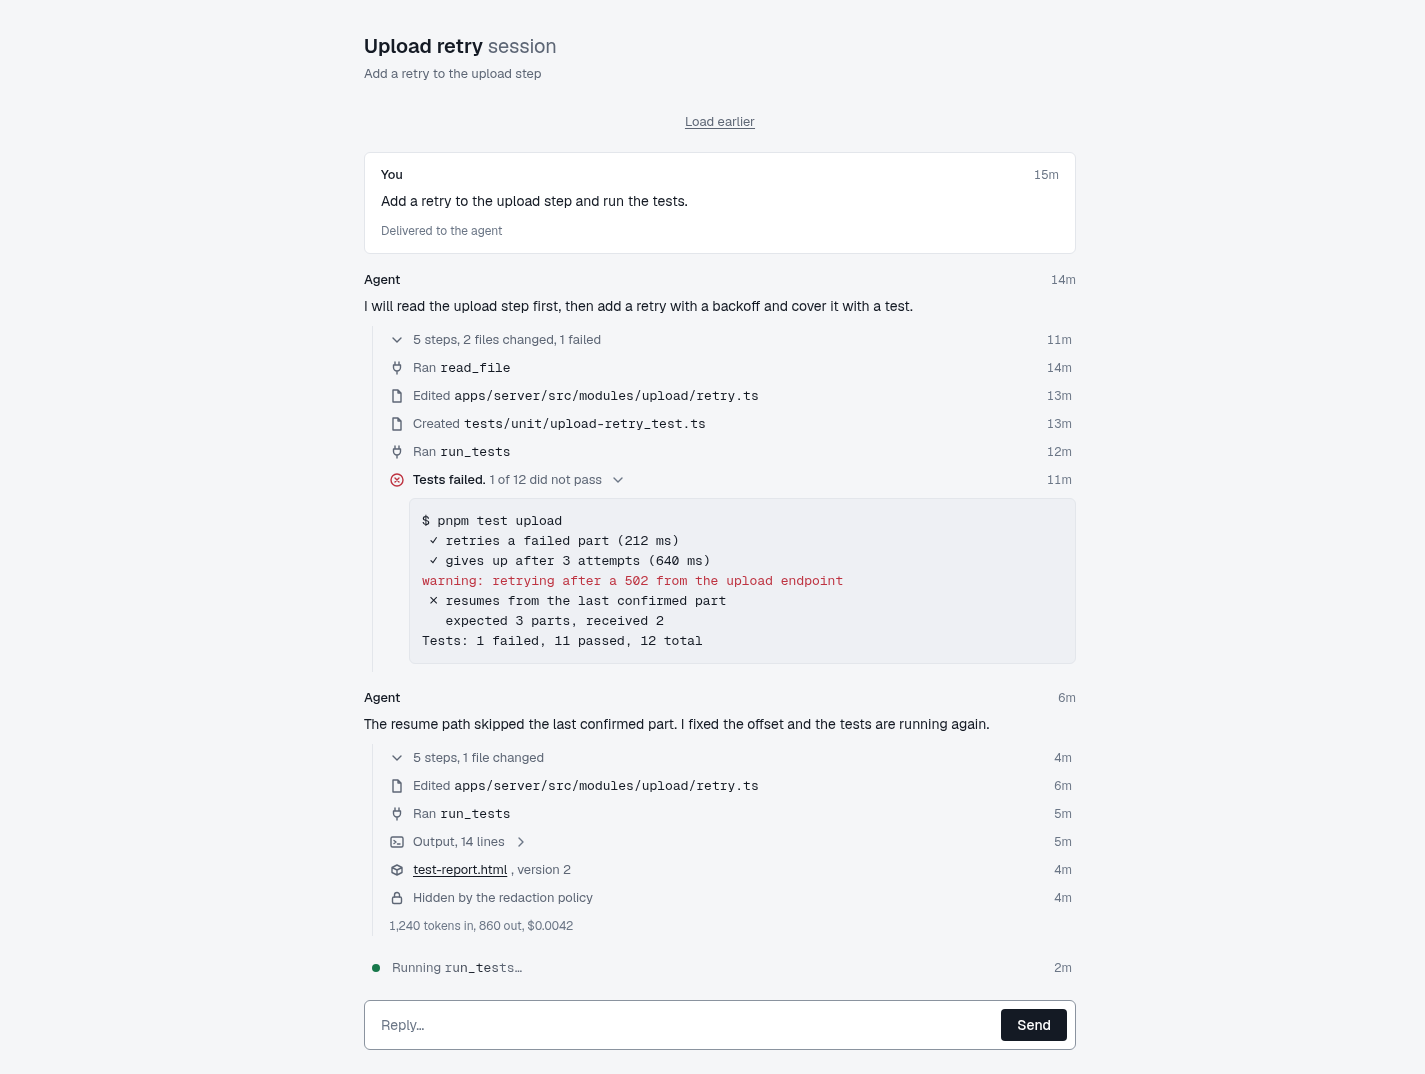 Upload retry session
Add a retry to the upload step
Load earlier
You 15m
Add a retry to the upload step and run the tests.
Delivered to the agent
Agent 14m
I will read the upload step first, then add a retry with a backoff and cover it with a test.
5 steps, 2 files changed, 1 failed 11m
Ran read_file 14m
Edited apps/server/src/modules/upload/retry.ts 13m
Created tests/unit/upload-retry_test.ts 13m
Ran run_tests 12m
Tests failed. 1 of 12 did not pass 11m
$ pnpm test upload
✓ retries a failed part (212 ms)
✓ gives up after 3 attempts (640 ms)
warning: retrying after a 502 from the upload endpoint
✕ resumes from the last confirmed part
expected 3 parts, received 2
Tests: 1 failed, 11 passed, 12 total
Agent 6m
The resume path skipped the last confirmed part. I fixed the offset and the tests are running again.
5 steps, 1 file changed 4m
Edited apps/server/src/modules/upload/retry.ts 6m
Ran run_tests 5m
Output, 14 lines 5m
test-report.html , version 2 4m
Hidden by the redaction policy 4m
1,240 tokens in, 860 out, $0.0042
Running run_tests… 2m
Reply… Send